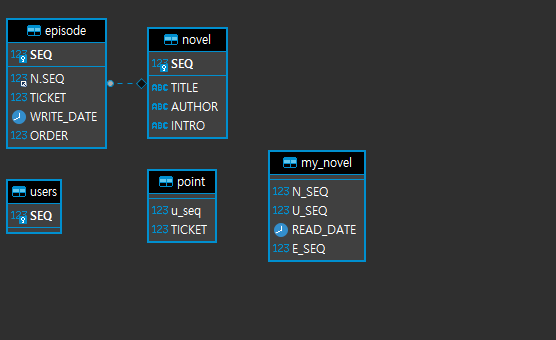 episode
123 SEQ
123 N.SEQ
123 TICKET
WRITE_DATE
123 ORDER
novel
123 SEQ
ABC TITLE
ABC AUTHOR
ABC INTRO
users
123 SEQ
point
123 u_seq
123 TICKET
my_novel
123 N_SEQ
123 U_SEQ
READ_DATE
123 E_SEQ